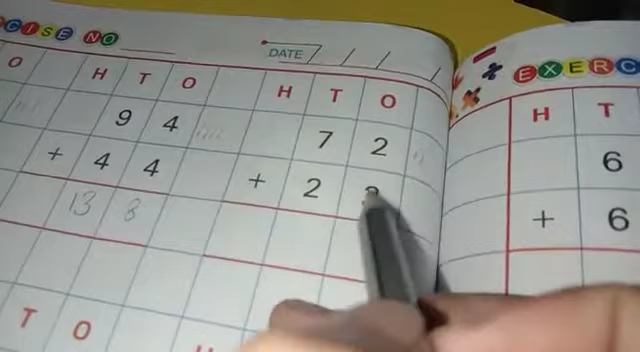 CISE NO
DATE / / /
O H T O H T O
9 4 7 2
+ 4 4 + 2
13 8
T O H
EXERC
H T
6
+ 6